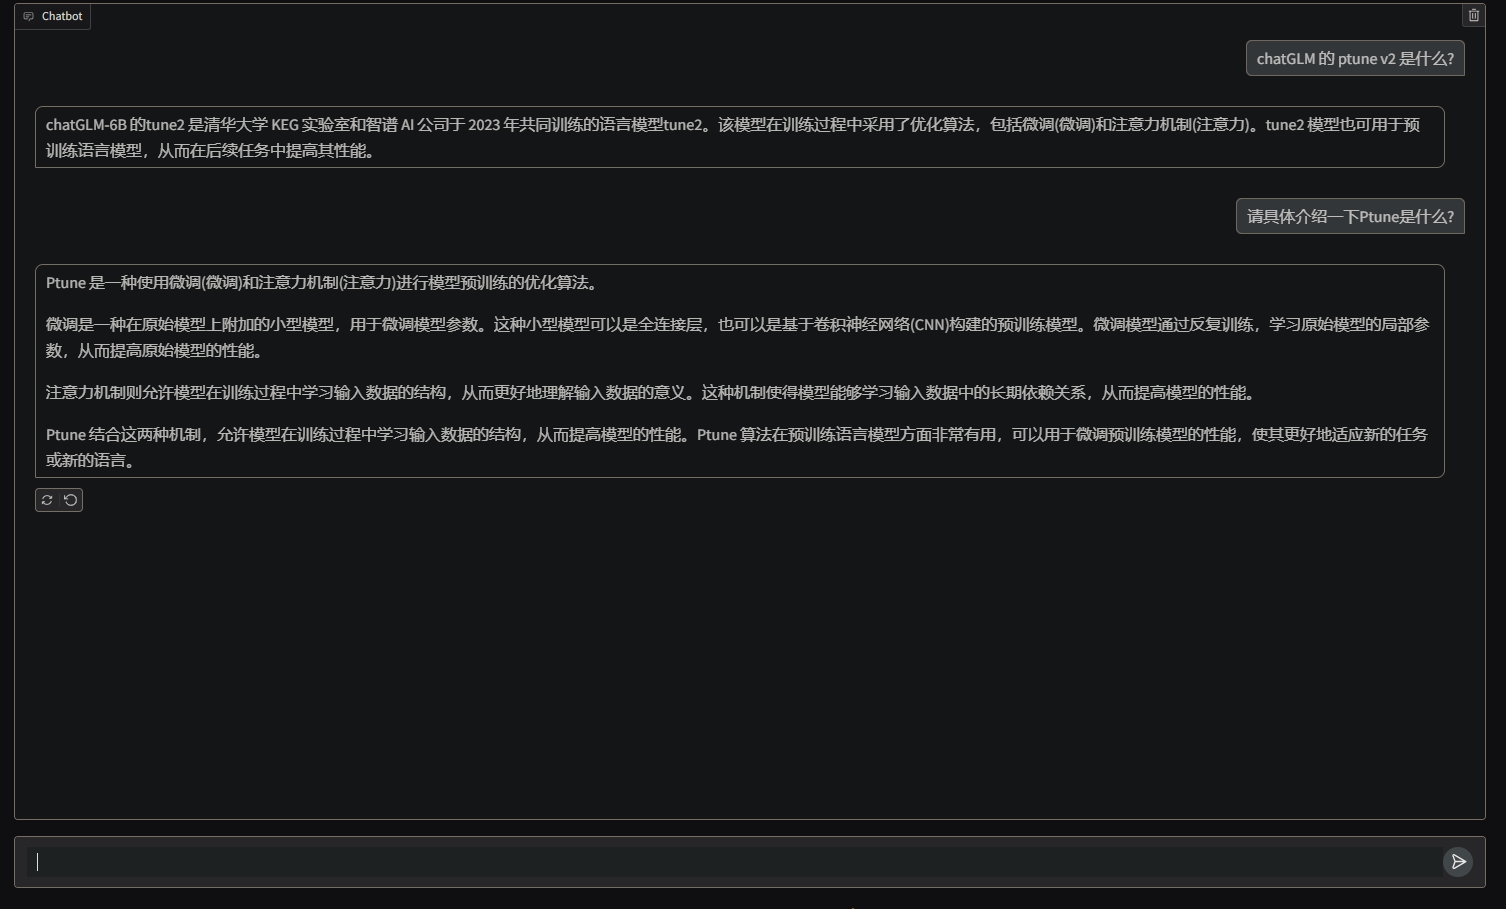 Chatbot
chatGLM 的 ptune v2 是什么?
chatGLM-6B 的tune2 是清华大学 KEG 实验室和智谱 AI 公司于 2023 年共同训练的语言模型tune2。该模型在训练过程中采用了优化算法，包括微调(微调)和注意力机制(注意力)。tune2 模型也可用于预
训练语言模型，从而在后续任务中提高其性能。
请具体介绍一下Ptune是什么?
Ptune 是一种使用微调(微调)和注意力机制(注意力)进行模型预训练的优化算法。
微调是一种在原始模型上附加的小型模型，用于微调模型参数。这种小型模型可以是全连接层，也可以是基于卷积神经网络(CNN)构建的预训练模型。微调模型通过反复训练，学习原始模型的局部参
数，从而提高原始模型的性能。
注意力机制则允许模型在训练过程中学习输入数据的结构，从而更好地理解输入数据的意义。这种机制使得模型能够学习输入数据中的长期依赖关系，从而提高模型的性能。
Ptune 结合这两种机制，允许模型在训练过程中学习输入数据的结构，从而提高模型的性能。Ptune 算法在预训练语言模型方面非常有用，可以用于微调预训练模型的性能，使其更好地适应新的任务
或新的语言。